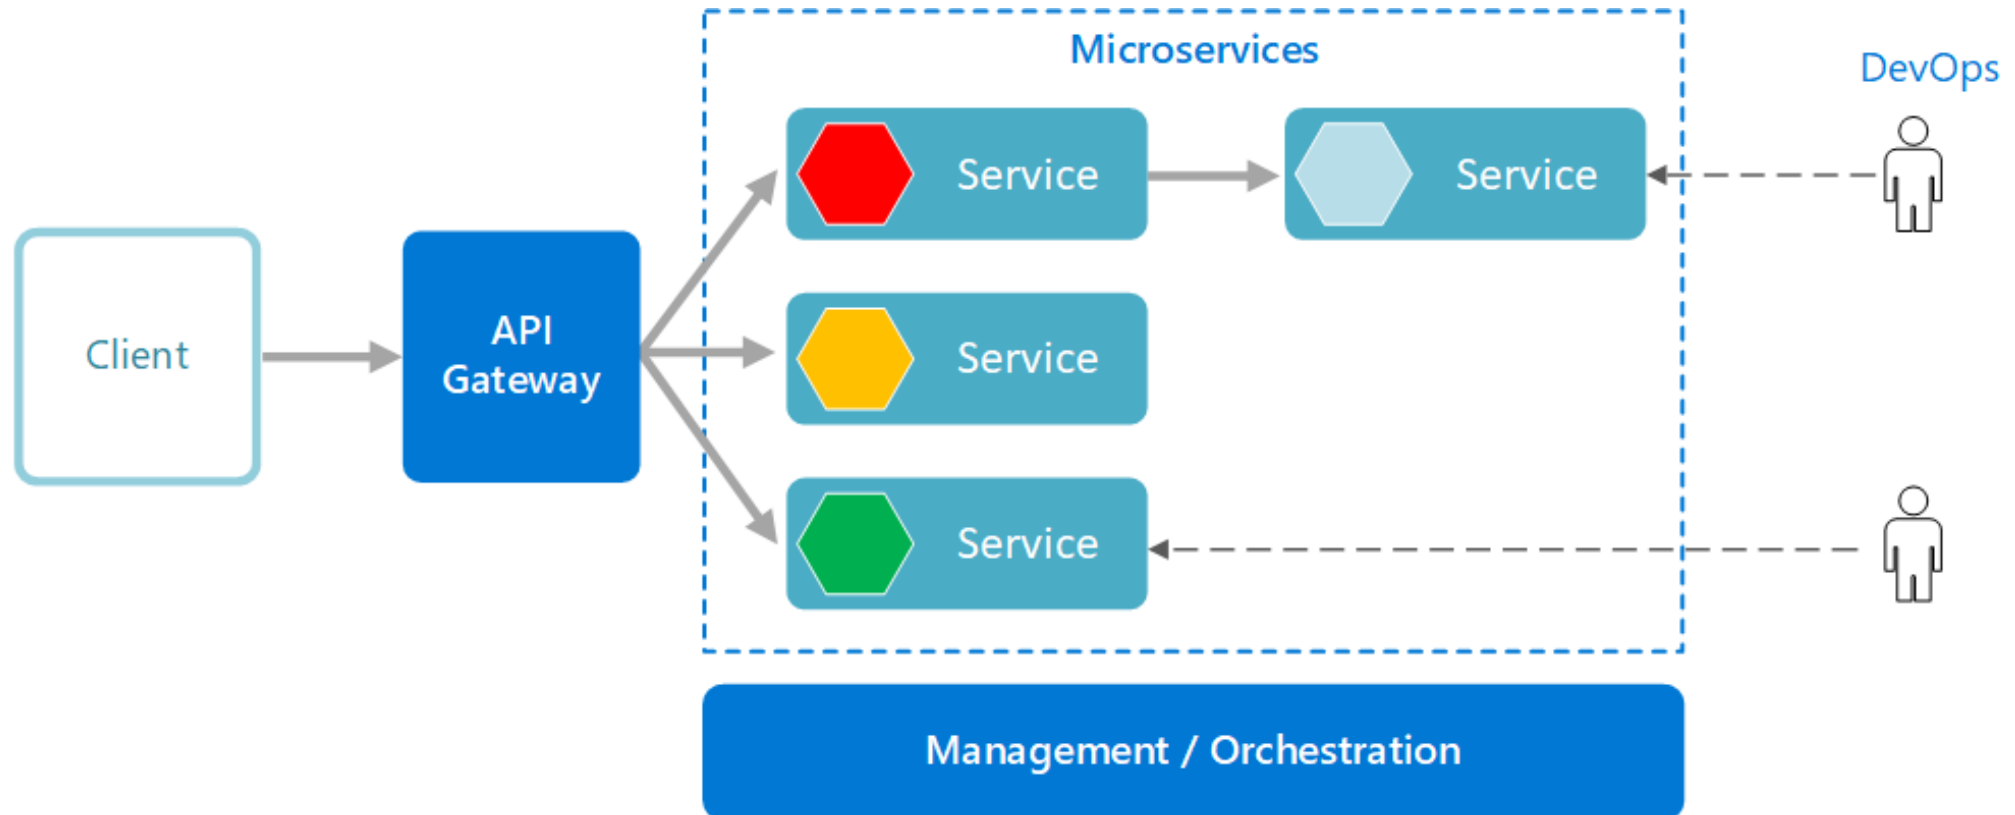 Microservices
DevOps
Service
Service
Client
API
Gateway
Service
Service
Management / Orchestration